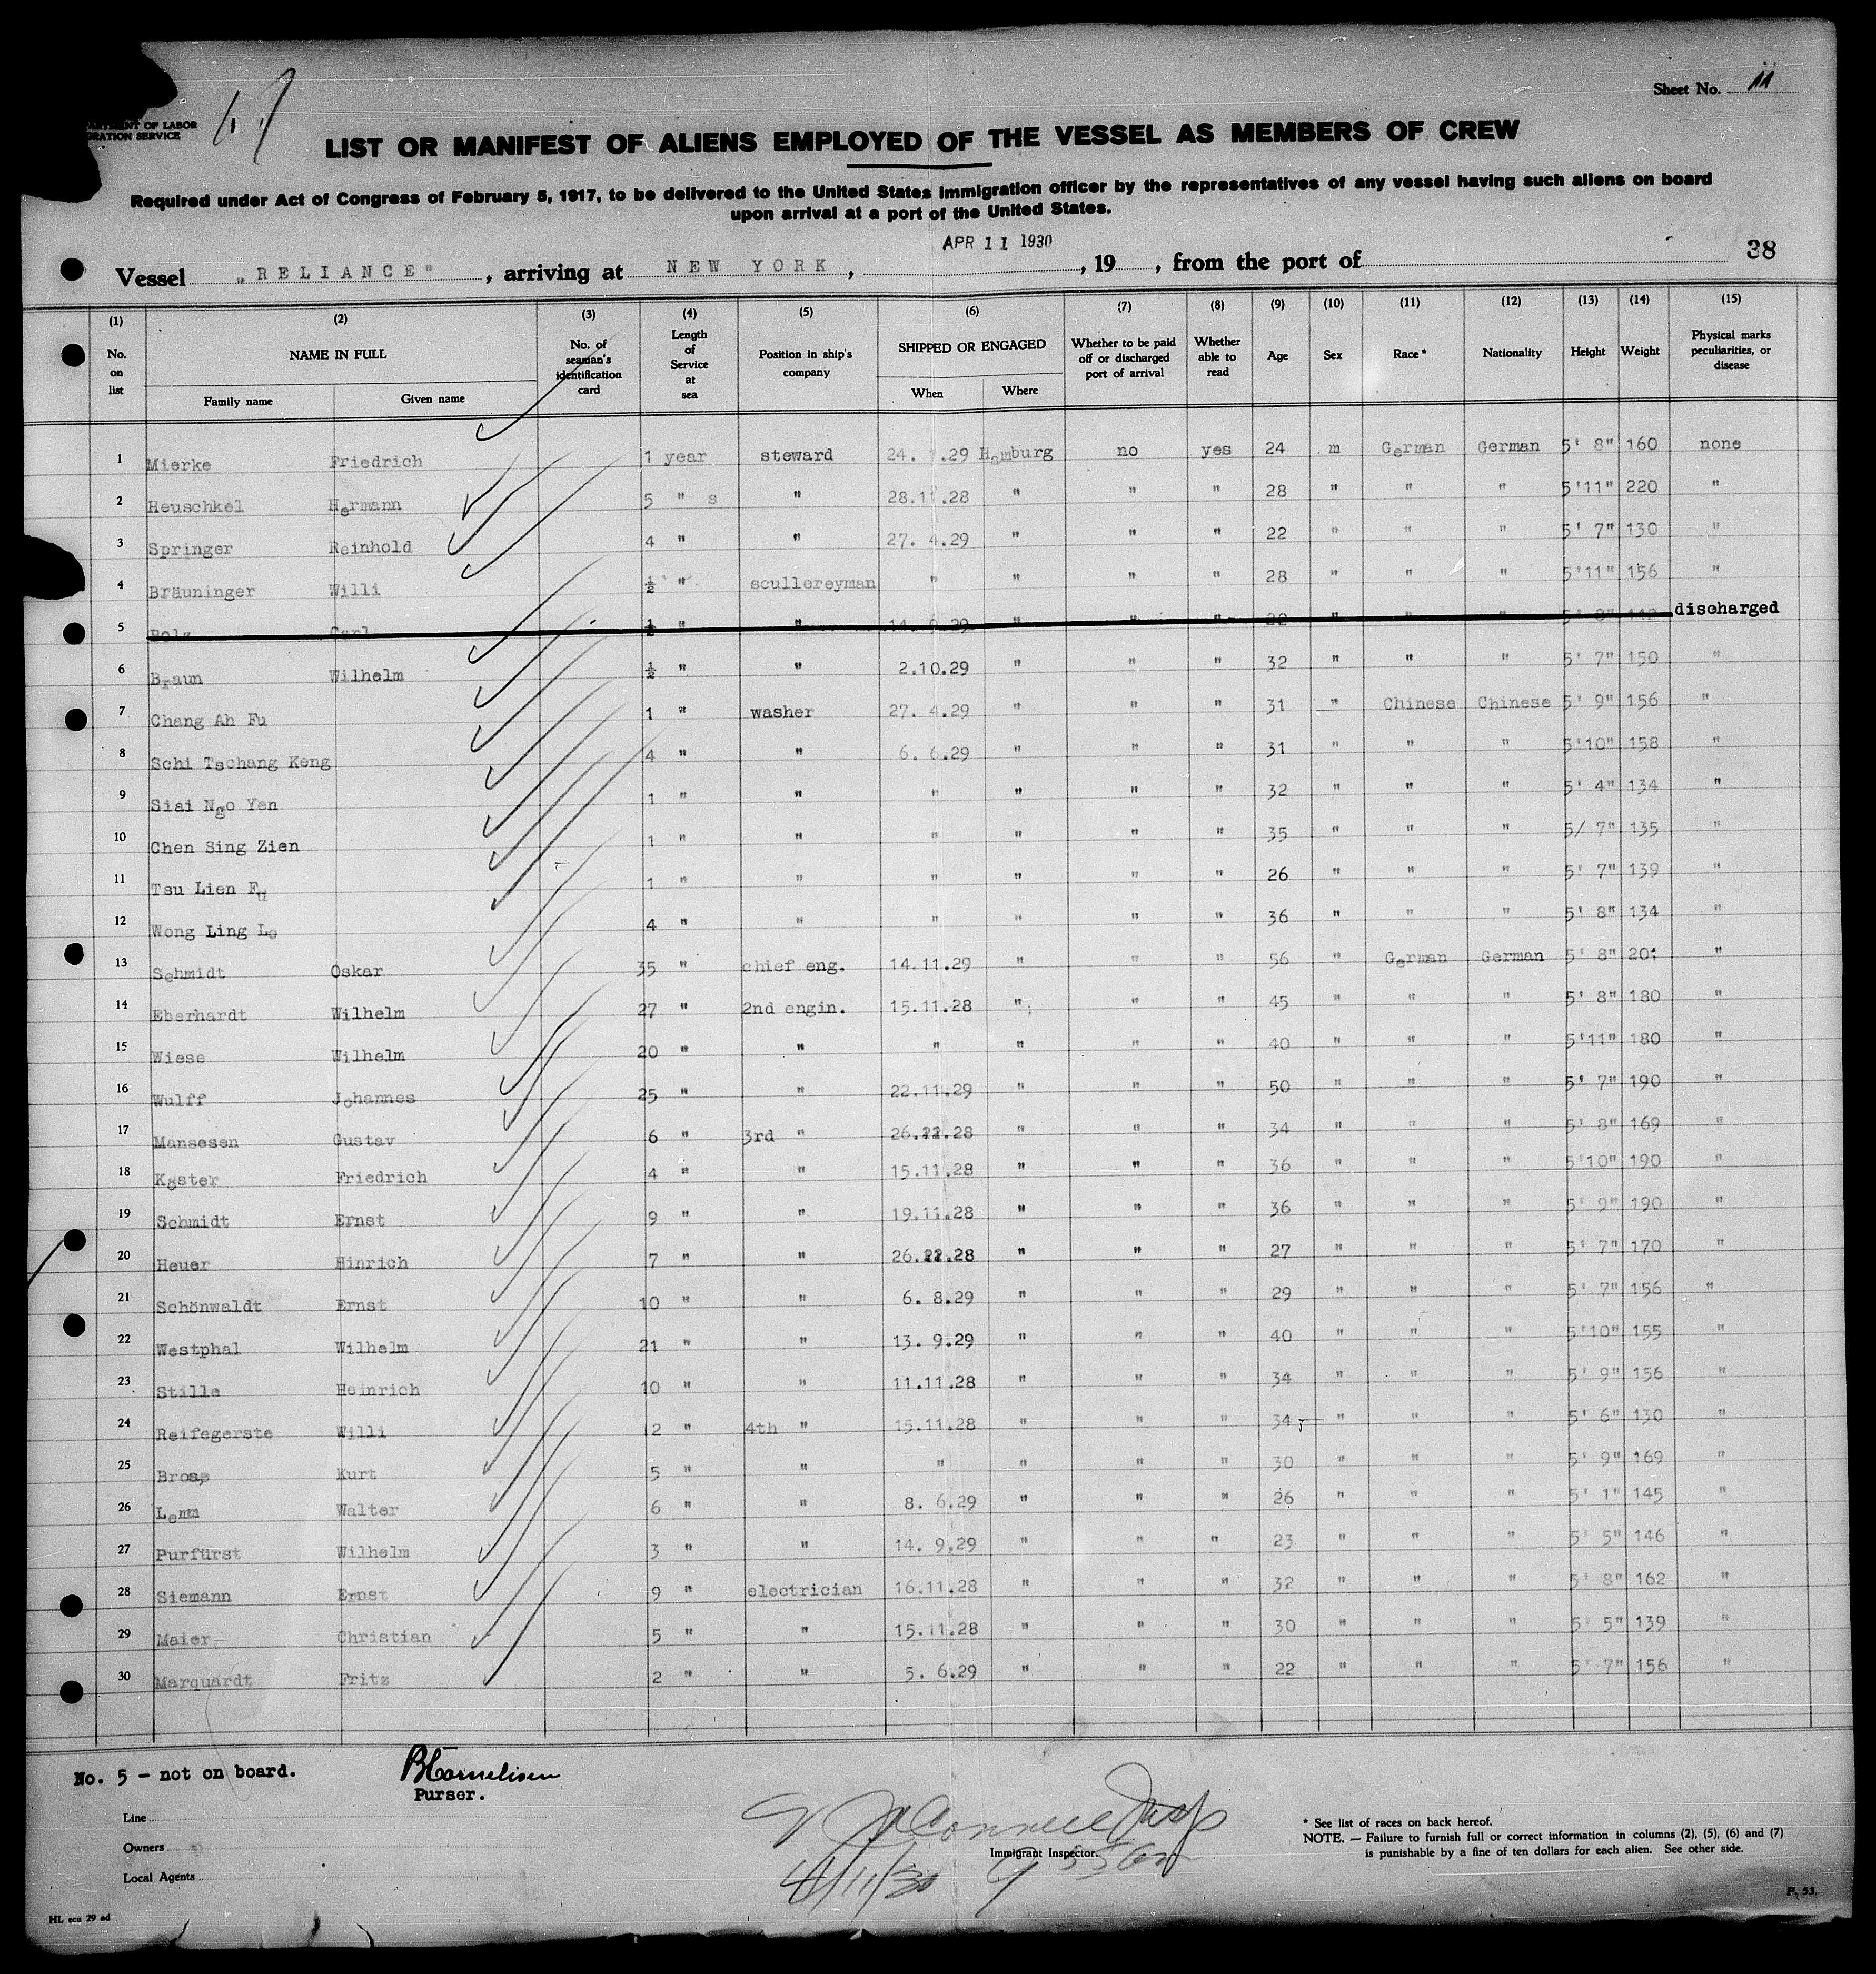 Sheet No. 11
DEPARTMENT OF LABOR
IMMIGRATION SERVICE
LIST OR MANIFEST OF ALIENS EMPLOYED OF THE VESSEL AS MEMBERS OF CREW
Required under Act of Congress of February 5, 1917, to be delivered to the United States immigration officer by the representatives of any vessel having such aliens on board
upon arrival at a port of the United States.
APR 11 1930
Vessel "RELIANCE", arriving at NEW YORK, , 19 , from the port of 38
(1) (2) (3) (4) (5) (6) (7) (8) (9) (10) (11) (12) (13) (14) (15)
No. on list NAME IN FULL Family name Given name No. of seaman's identification card Length of Service at sea Position in ship's company SHIPPED OR ENGAGED When Where Whether to be paid off or discharged port of arrival Whether able to read Age Sex Race * Nationality Height Weight Physical marks peculiarities, or disease
1 Mierke Friedrich 1 year steward 24. .29 Hamburg no yes 24 m German German 5' 8" 160 none
2 Heuschkel Hermann 5 " s " 28.11.28 " " " 28 " " " 5'11" 220 "
3 Springer Reinhold 4 " " 27. 4.29 " " " 22 " " " 5' 7" 130 "
4 Bräuninger Willi ½ " scullereyman " " " " 28 " " " 5'11" 156 "
5 Carl ½ " " " " " " " " discharged
6 Braun Wilhelm ½ " " 2.10.29 " " " 32 " " " 5' 7" 150 "
7 Chang Ah Fu 1 " washer 27. 4.29 " " " 31 " Chinese Chinese 5' 9" 156 "
8 Schi Tschang Keng 4 " " 6. 6.29 " " " 31 " " " 5'10" 158 "
9 Siai Ngo Yen 1 " " " " " " 32 " " " 5' 4" 134 "
10 Chen Sing Zien 1 " " " " " " 35 " " " 5/ 7" 135 "
11 Tsu Lien Fu 1 " " " " " " 26 " " " 5' 7" 139 "
12 Wong Ling Lo 4 " " " " " " 36 " " " 5' 8" 134 "
13 Schmidt Oskar 35 " chief eng. 14.11.29 " " " 56 " German German 5' 8" "
14 Eberhardt Wilhelm 27 " 2nd engin. 15.11.28 " " " 45 " " " 5' 8" 180 "
15 Wiese Wilhelm 20 " " " " " " 40 " " " 5'11" 180 "
16 Wulff Johannes 25 " " 22.11.29 " " " 50 " " " 5' 7" 190 "
17 Mansesen Gustav 6 " 3rd " 26.11.28 " " " 34 " " " 5' 8" 169 "
18 Kgster Friedrich 4 " " 15.11.28 " " " 36 " " " 5'10" 190 "
19 Schmidt Ernst 9 " " 19.11.28 " " " 36 " " " 5' 9" 190 "
20 Heuer Hinrich 7 " " 26.11.28 " " " 27 " " " 5' 7" 170 "
21 Schönwaldt Ernst 10 " " 6. 8.29 " " " 29 " " " 5' 7" 156 "
22 Westphal Wilhelm 21 " " 13. 9.29 " " " 40 " " " 5'10" 155 "
23 Stille Heinrich 10 " " 11.11.28 " " " 34 " " " 5' 9" 156 "
24 Reifegerste Willi 12 " 4th " 15.11.28 " " " 34 " " " 5' 6" 130 "
25 Kurt 5 " " " " " " 30 " " " 5' 9" 169 "
26 Lemm Walter 6 " " 8. 6.29 " " " 26 " " " 5' 1" 145 "
27 Purfürst Wilhelm 3 " " 14. 9.29 " " " 23 " " " 5' 5" 146 "
28 Siemann Ernst 9 " electrician 16.11.28 " " " 32 " " " 5' 8" 162 "
29 Maier Christian 5 " " 15.11.28 " " " 30 " " " 5' 5" 139 "
30 Marquardt Fritz 2 " " 5. 6.29 " " " 22 " " " 5' 7" 156 "
No. 5 - not on board.
Cornelisen
Purser.
Line
Owners
Local Agents
Immigrant Inspector.
4/11/30
* See list of races on back hereof.
NOTE. — Failure to furnish full or correct information in columns (2), (5), (6) and (7)
is punishable by a fine of ten dollars for each alien. See other side.
P. 53.
HL ecu 29 ad